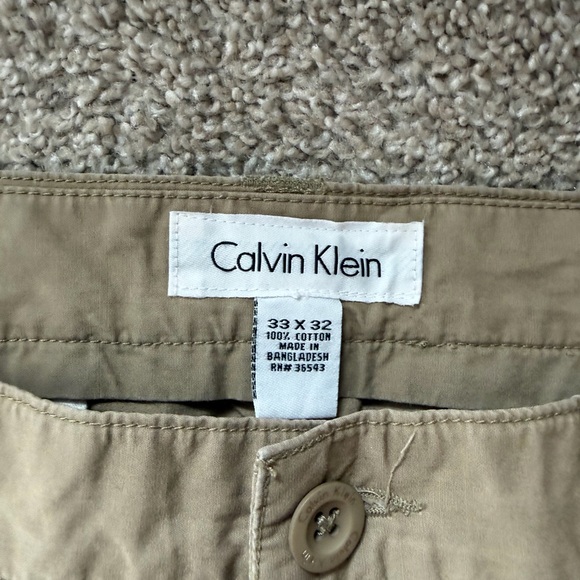 Calvin Klein
33 X 32
100% COTTON
MADE IN
BANGLADESH
RN# 36543